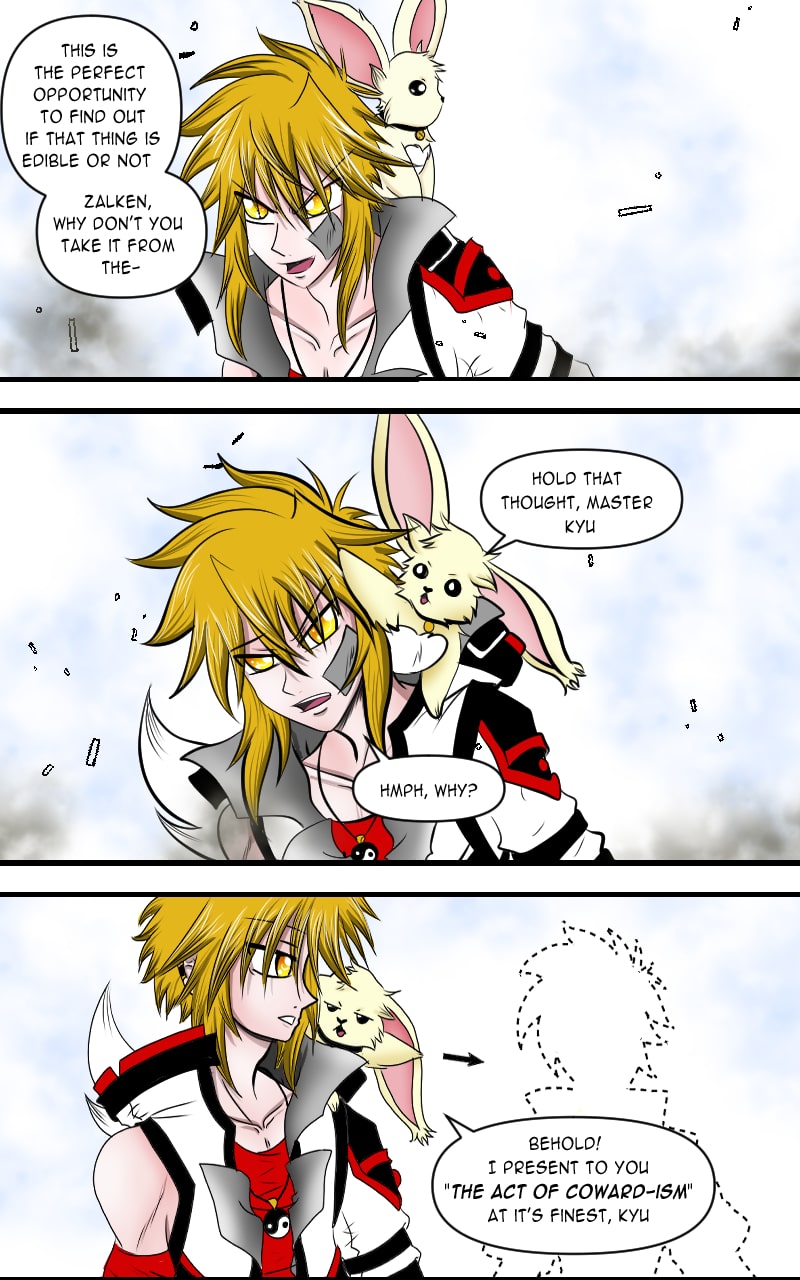 THIS IS
THE PERFECT
OPPORTUNITY
TO FIND OUT
IF THAT THING IS
EDIBLE OR NOT
ZALKEN,
WHY DON'T YOU
TAKE IT FROM
THE-
HOLD THAT
THOUGHT, MASTER
KYU
HMPH, WHY?
BEHOLD!
I PRESENT TO YOU
"THE ACT OF COWARD-ISM"
AT IT'S FINEST, KYU